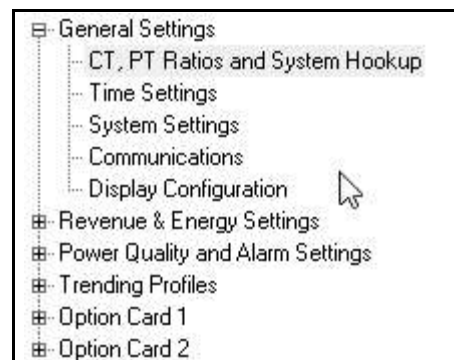 General Settings
CT, PT Ratios and System Hookup
Time Settings
System Settings
Communications
Display Configuration
Revenue & Energy Settings
Power Quality and Alarm Settings
Trending Profiles
Option Card 1
Option Card 2